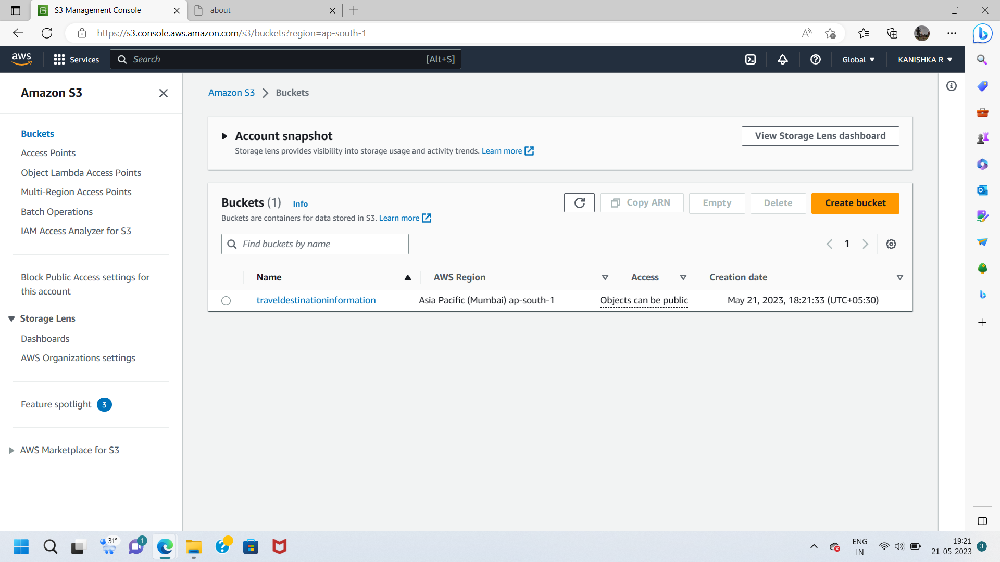 S3 Management Console
about
https://s3.console.aws.amazon.com/s3/buckets?region=ap-south-1
aws
Services
Search
[Alt+S]
Global
KANISHKA R
Amazon S3
Buckets
Access Points
Object Lambda Access Points
Multi-Region Access Points
Batch Operations
IAM Access Analyzer for S3
Block Public Access settings for
this account
Storage Lens
Dashboards
AWS Organizations settings
Feature spotlight 3
AWS Marketplace for S3
Amazon S3 > Buckets
Account snapshot
Storage lens provides visibility into storage usage and activity trends. Learn more
View Storage Lens dashboard
Buckets (1) Info
Buckets are containers for data stored in S3. Learn more
Copy ARN
Empty
Delete
Create bucket
Find buckets by name
1
Name AWS Region Access Creation date
traveldestinationinformation Asia Pacific (Mumbai) ap-south-1 Objects can be public May 21, 2023, 18:21:33 (UTC+05:30)
31°
1
ENG
IN
19:21
21-05-2023
3